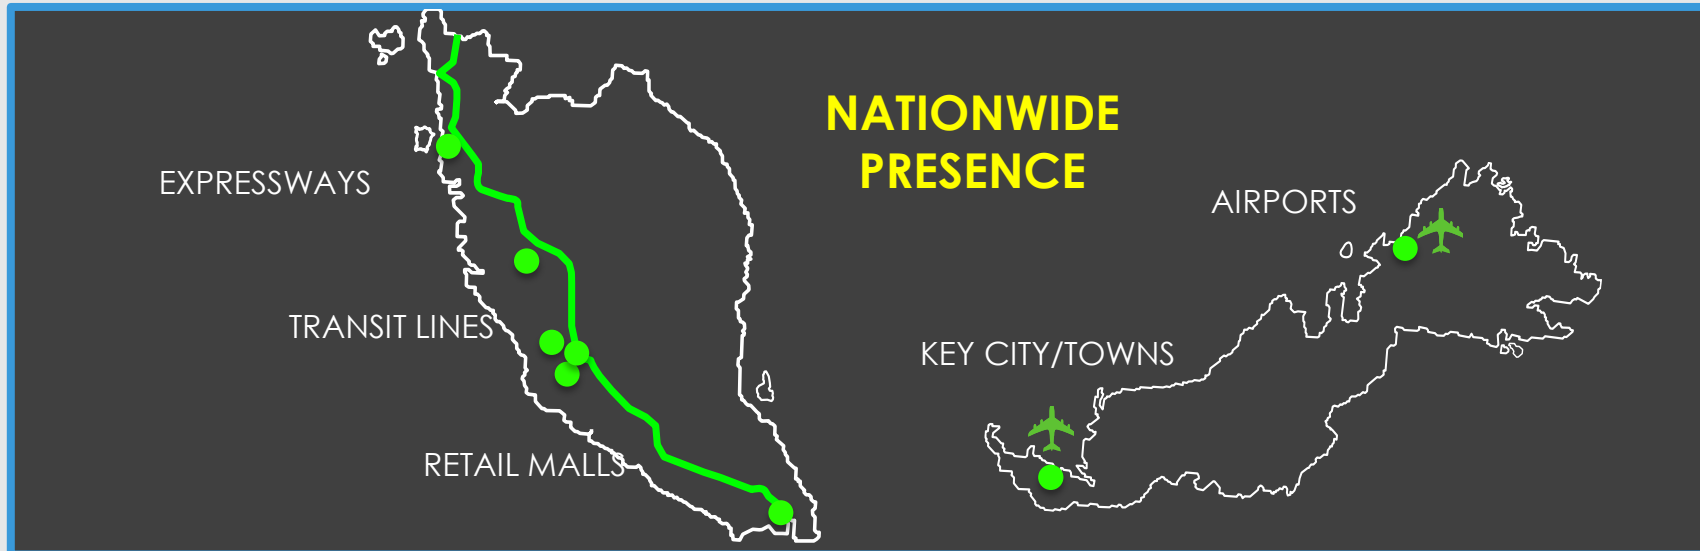 NATIONWIDE
PRESENCE
EXPRESSWAYS
AIRPORTS
TRANSIT LINES
KEY CITY/TOWNS
RETAIL MALLS